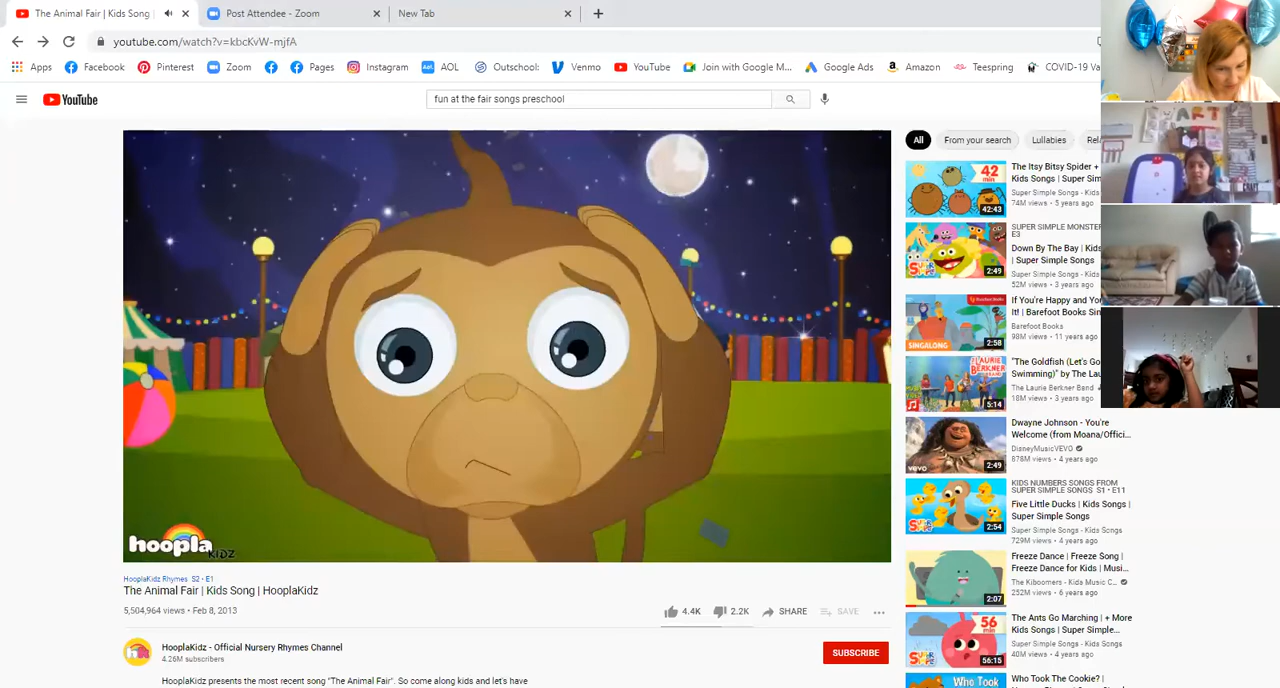 The Animal Fair | Kids Song |
Post Attendee - Zoom
New Tab
youtube.com/watch?v=kbcKvW-mjfA
Apps
Facebook
Pinterest
Zoom
Pages
Instagram
AOL
Outschool:
Venmo
YouTube
Join with Google M...
Google Ads
Amazon
Teespring
COVID-19 Va
YouTube
fun at the fair songs preschool
All
From your search
Lullabies
Rel
42
MIN
42:43
The Itsy Bitsy Spider +
Kids Songs | Super Sim
Super Simple Songs - Kids
74M views • 5 years ago
SUPER SIMPLE MONSTER
E3
Down By The Bay | Kids
| Super Simple Songs
Super Simple Songs - Kids
52M views • 3 years ago
2:49
If You're Happy and Yo
It! | Barefoot Books Sin
Barefoot Books
98M views • 11 years ago
SINGALONG
2:58
"The Goldfish (Let's Go
Swimming)" by The Lau
The Laurie Berkner Band
18M views • 3 years ago
LAURIE
BERKNER
BAND
5:14
Dwayne Johnson - You're
Welcome (from Moana/Offici...
DisneyMusicVEVO
878M views • 4 years ago
vevo
2:49
KIDS NUMBERS SONGS FROM
SUPER SIMPLE SONGS S1 • E11
Five Little Ducks | Kids Songs |
Super Simple Songs
Super Simple Songs - Kids Songs
729M views • 4 years ago
2:54
Freeze Dance | Freeze Song |
Freeze Dance for Kids | Musi...
The Kiboomers - Kids Music C...
252M views • 6 years ago
2:07
The Ants Go Marching | + More
Kids Songs | Super Simple...
Super Simple Songs - Kids Songs
40M views • 4 years ago
56
MIN
56:15
Who Took The Cookie? |
Who Took
hoopla
KIDZ
HooplaKidz Rhymes S2 • E1
The Animal Fair | Kids Song | HooplaKidz
5,504,964 views • Feb 8, 2013
4.4K
2.2K
SHARE
SAVE
HooplaKidz - Official Nursery Rhymes Channel
4.26M subscribers
SUBSCRIBE
HooplaKidz presents the most recent song "The Animal Fair". So come along kids and let's have
ART